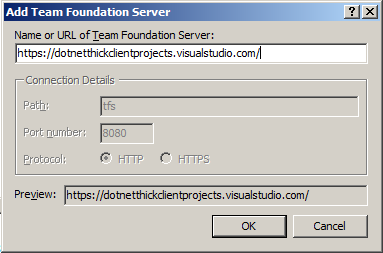 Add Team Foundation Server
Name or URL of Team Foundation Server:
https://dotnetthickclientprojects.visualstudio.com/
Connection Details
Path: tfs
Port number: 8080
Protocol: HTTP HTTPS
Preview: https://dotnetthickclientprojects.visualstudio.com/
OK Cancel